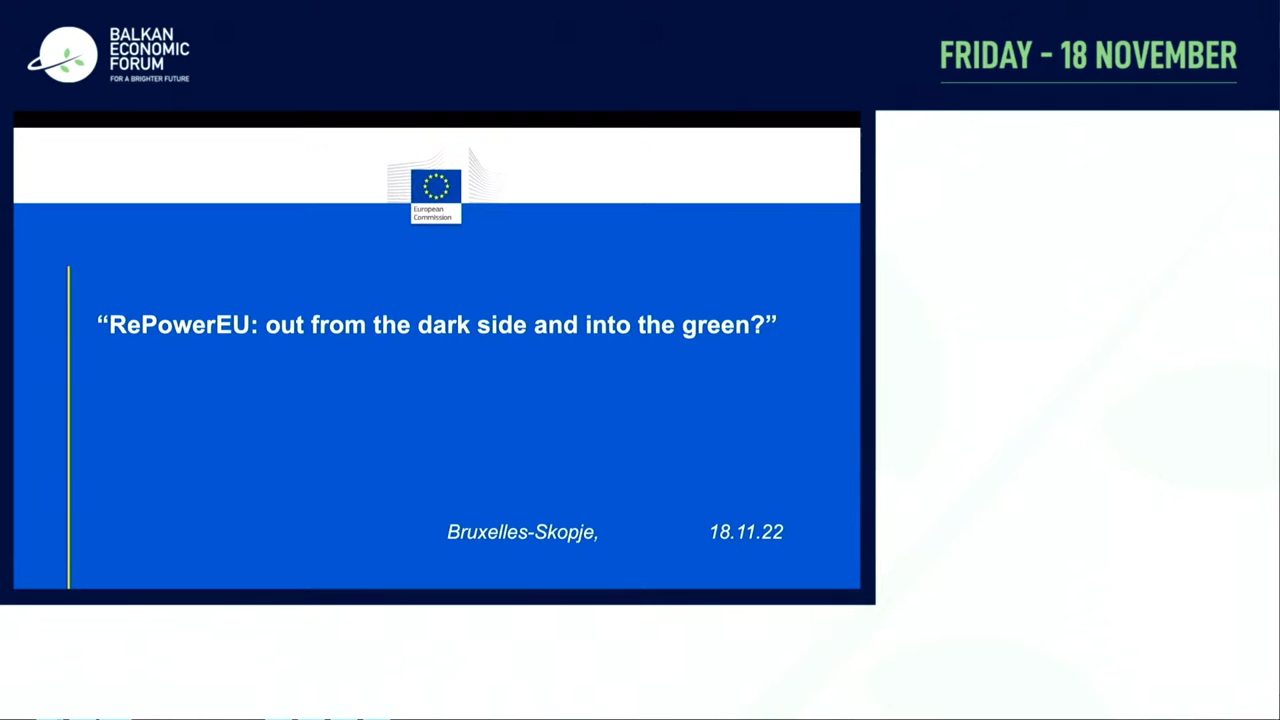 BALKAN
ECONOMIC
FORUM
FOR A BRIGHTER FUTURE
FRIDAY - 18 NOVEMBER
European
Commission
“RePowerEU: out from the dark side and into the green?”
Bruxelles-Skopje, 18.11.22